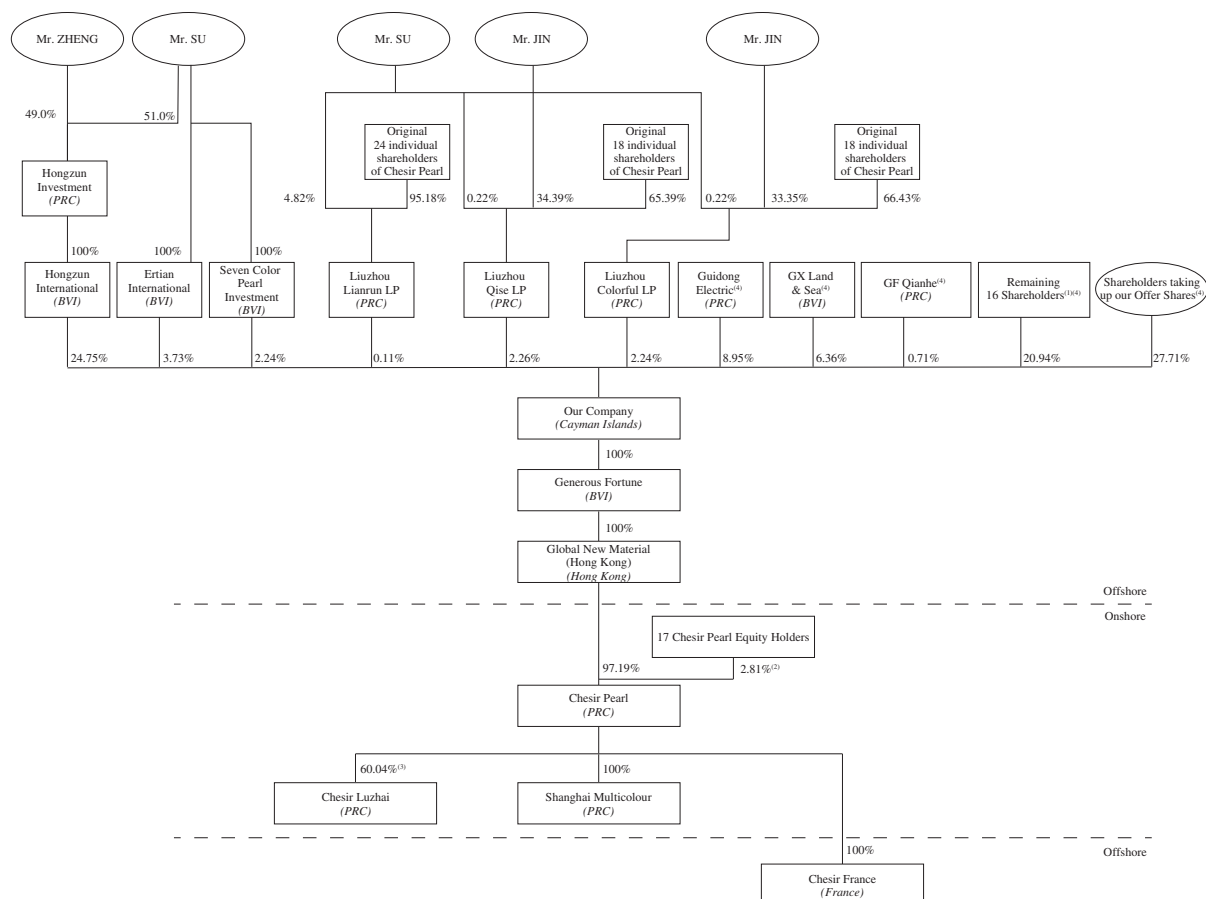 Mr. ZHENG
Mr. SU
Mr. SU
Mr. JIN
Mr. JIN
49.0%
51.0%
Original
24 individual
shareholders
of Chesir Pearl
Original
18 individual
shareholders
of Chesir Pearl
Original
18 individual
shareholders
of Chesir Pearl
Hongzun
Investment
(PRC)
4.82%
95.18%
0.22%
34.39%
65.39%
0.22%
33.35%
66.43%
100%
100%
100%
Hongzun
International
(BVI)
Ertian
International
(BVI)
Seven Color
Pearl
Investment
(BVI)
Liuzhou
Lianrun LP
(PRC)
Liuzhou
Qise LP
(PRC)
Liuzhou
Colorful LP
(PRC)
Guidong
Electric(4)
(PRC)
GX Land
& Sea(4)
(BVI)
GF Qianhe(4)
(PRC)
Remaining
16 Shareholders(1)(4)
Shareholders taking
up our Offer Shares(4)
24.75%
3.73%
2.24%
0.11%
2.26%
2.24%
8.95%
6.36%
0.71%
20.94%
27.71%
Our Company
(Cayman Islands)
100%
Generous Fortune
(BVI)
100%
Global New Material
(Hong Kong)
(Hong Kong)
Offshore
Onshore
17 Chesir Pearl Equity Holders
97.19%
2.81%(2)
Chesir Pearl
(PRC)
60.04%(3)
100%
Chesir Luzhai
(PRC)
Shanghai Multicolour
(PRC)
100%
Offshore
Chesir France
(France)